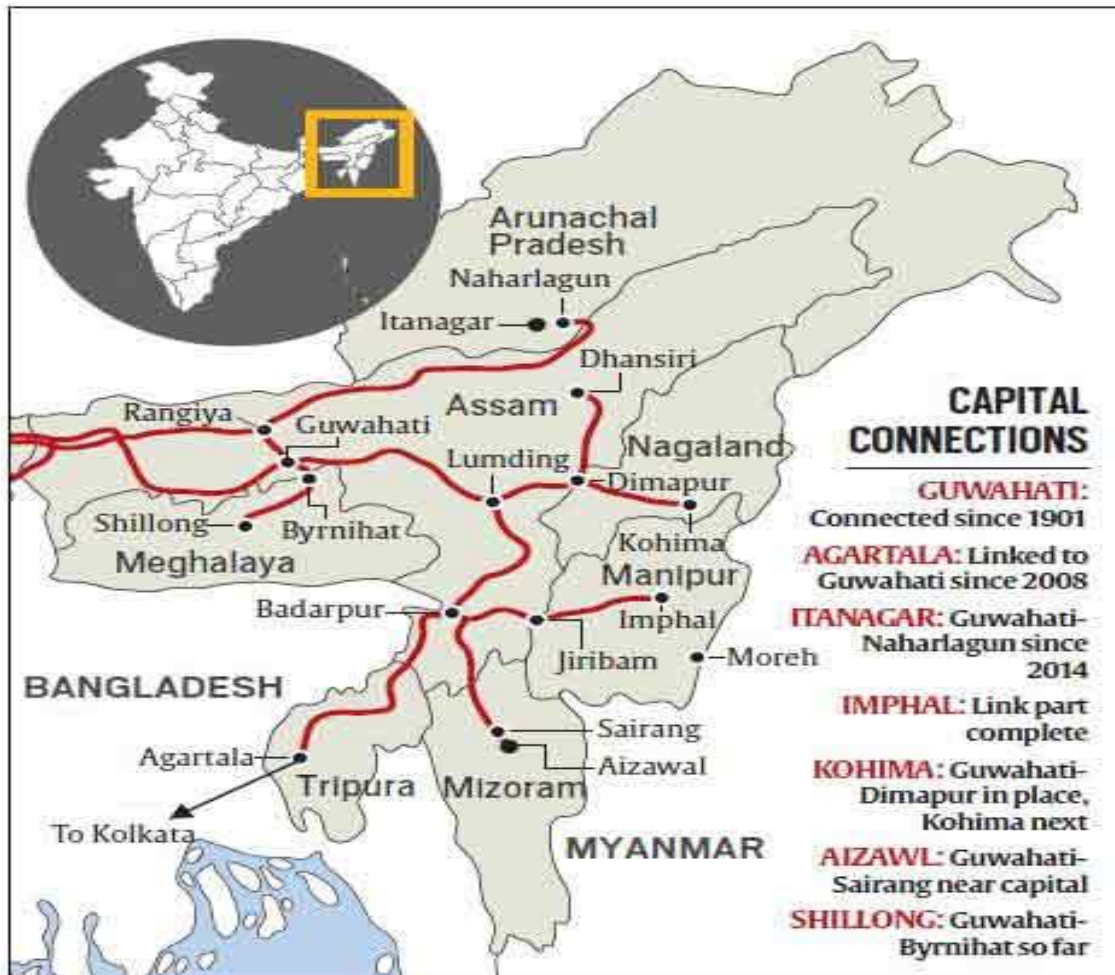 Arunachal
Pradesh
Naharlagun
Itanagar
Dhansiri
Assam
Rangiya
Guwahati
Nagaland
Lumding
Dimapur
Shillong
Byrnihat
Meghalaya
Kohima
Manipur
Badarpur
Imphal
Jiribam
Moreh
BANGLADESH
Sairang
Agartala
Aizawal
Tripura
Mizoram
To Kolkata
MYANMAR
CAPITAL
CONNECTIONS
GUWAHATI:
Connected since 1901
AGARTALA: Linked to
Guwahati since 2008
ITANAGAR: Guwahati-
Naharlagun since
2014
IMPHAL: Link part
complete
KOHIMA: Guwahati-
Dimapur in place,
Kohima next
AIZAWL: Guwahati-
Sairang near capital
SHILLONG: Guwahati-
Byrnihat so far